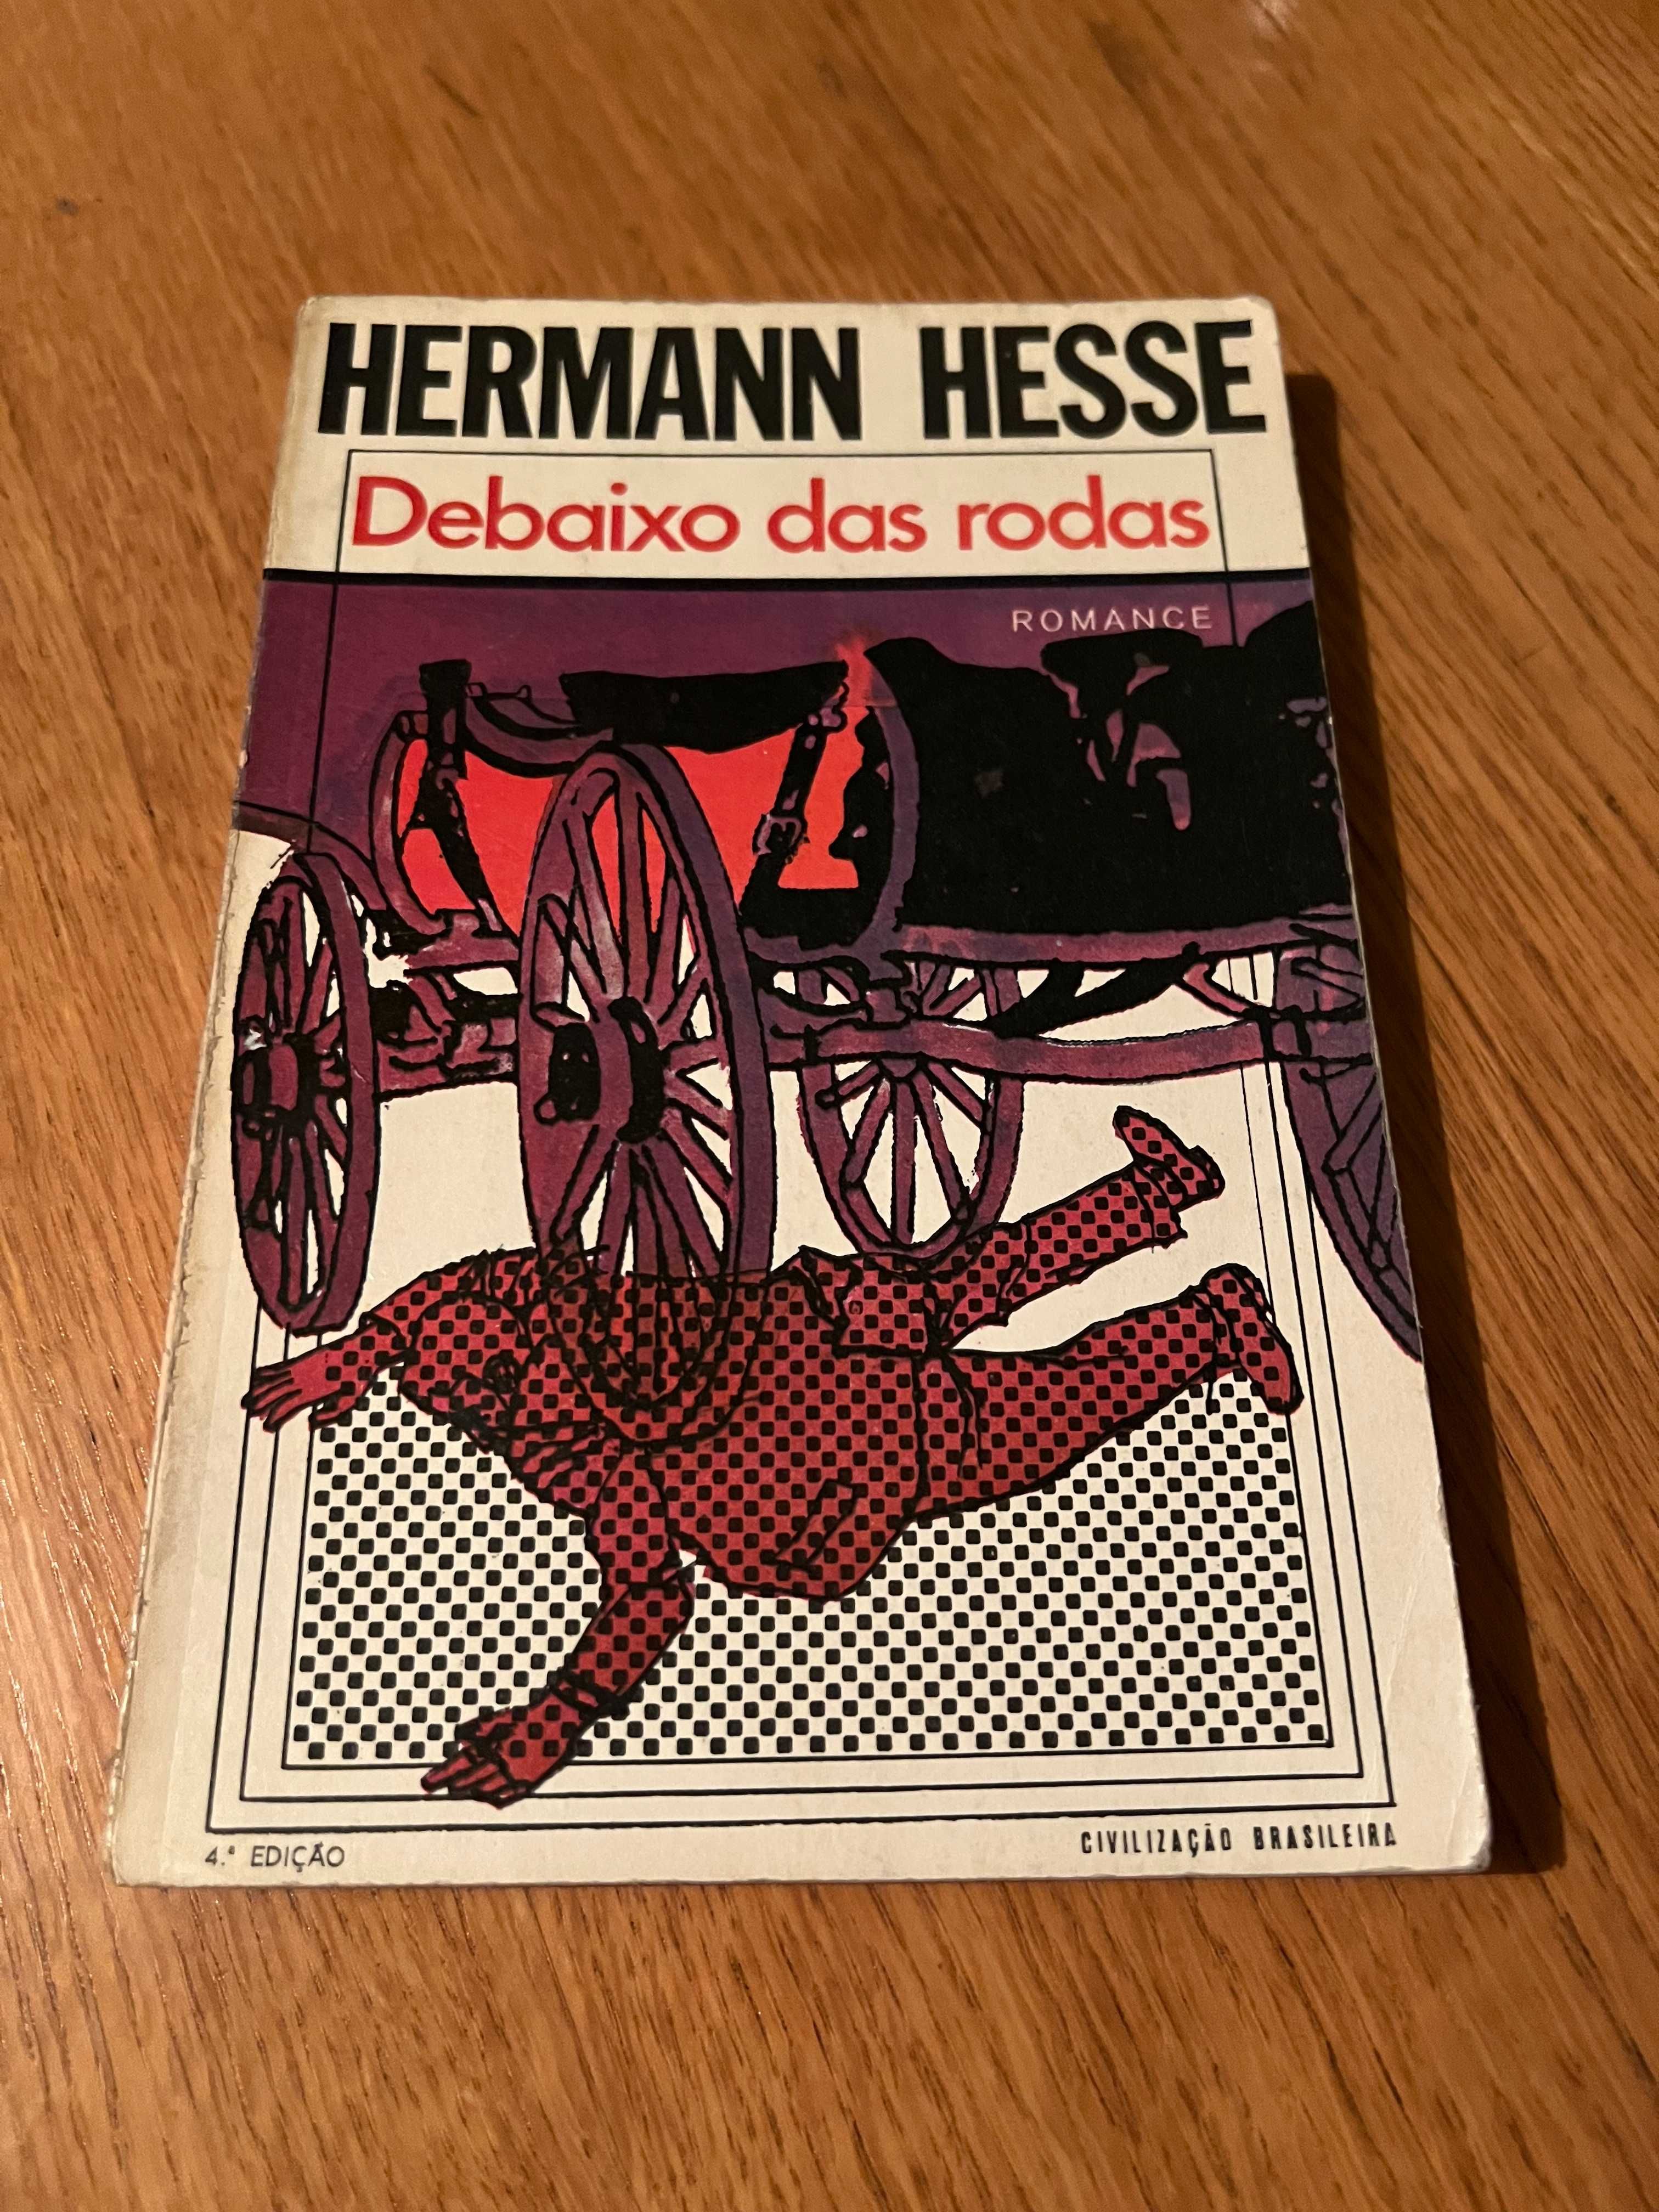 HERMANN HESSE
Debaixo das rodas
ROMANCE
4.ª EDIÇÃO
CIVILIZAÇÃO BRASILEIRA